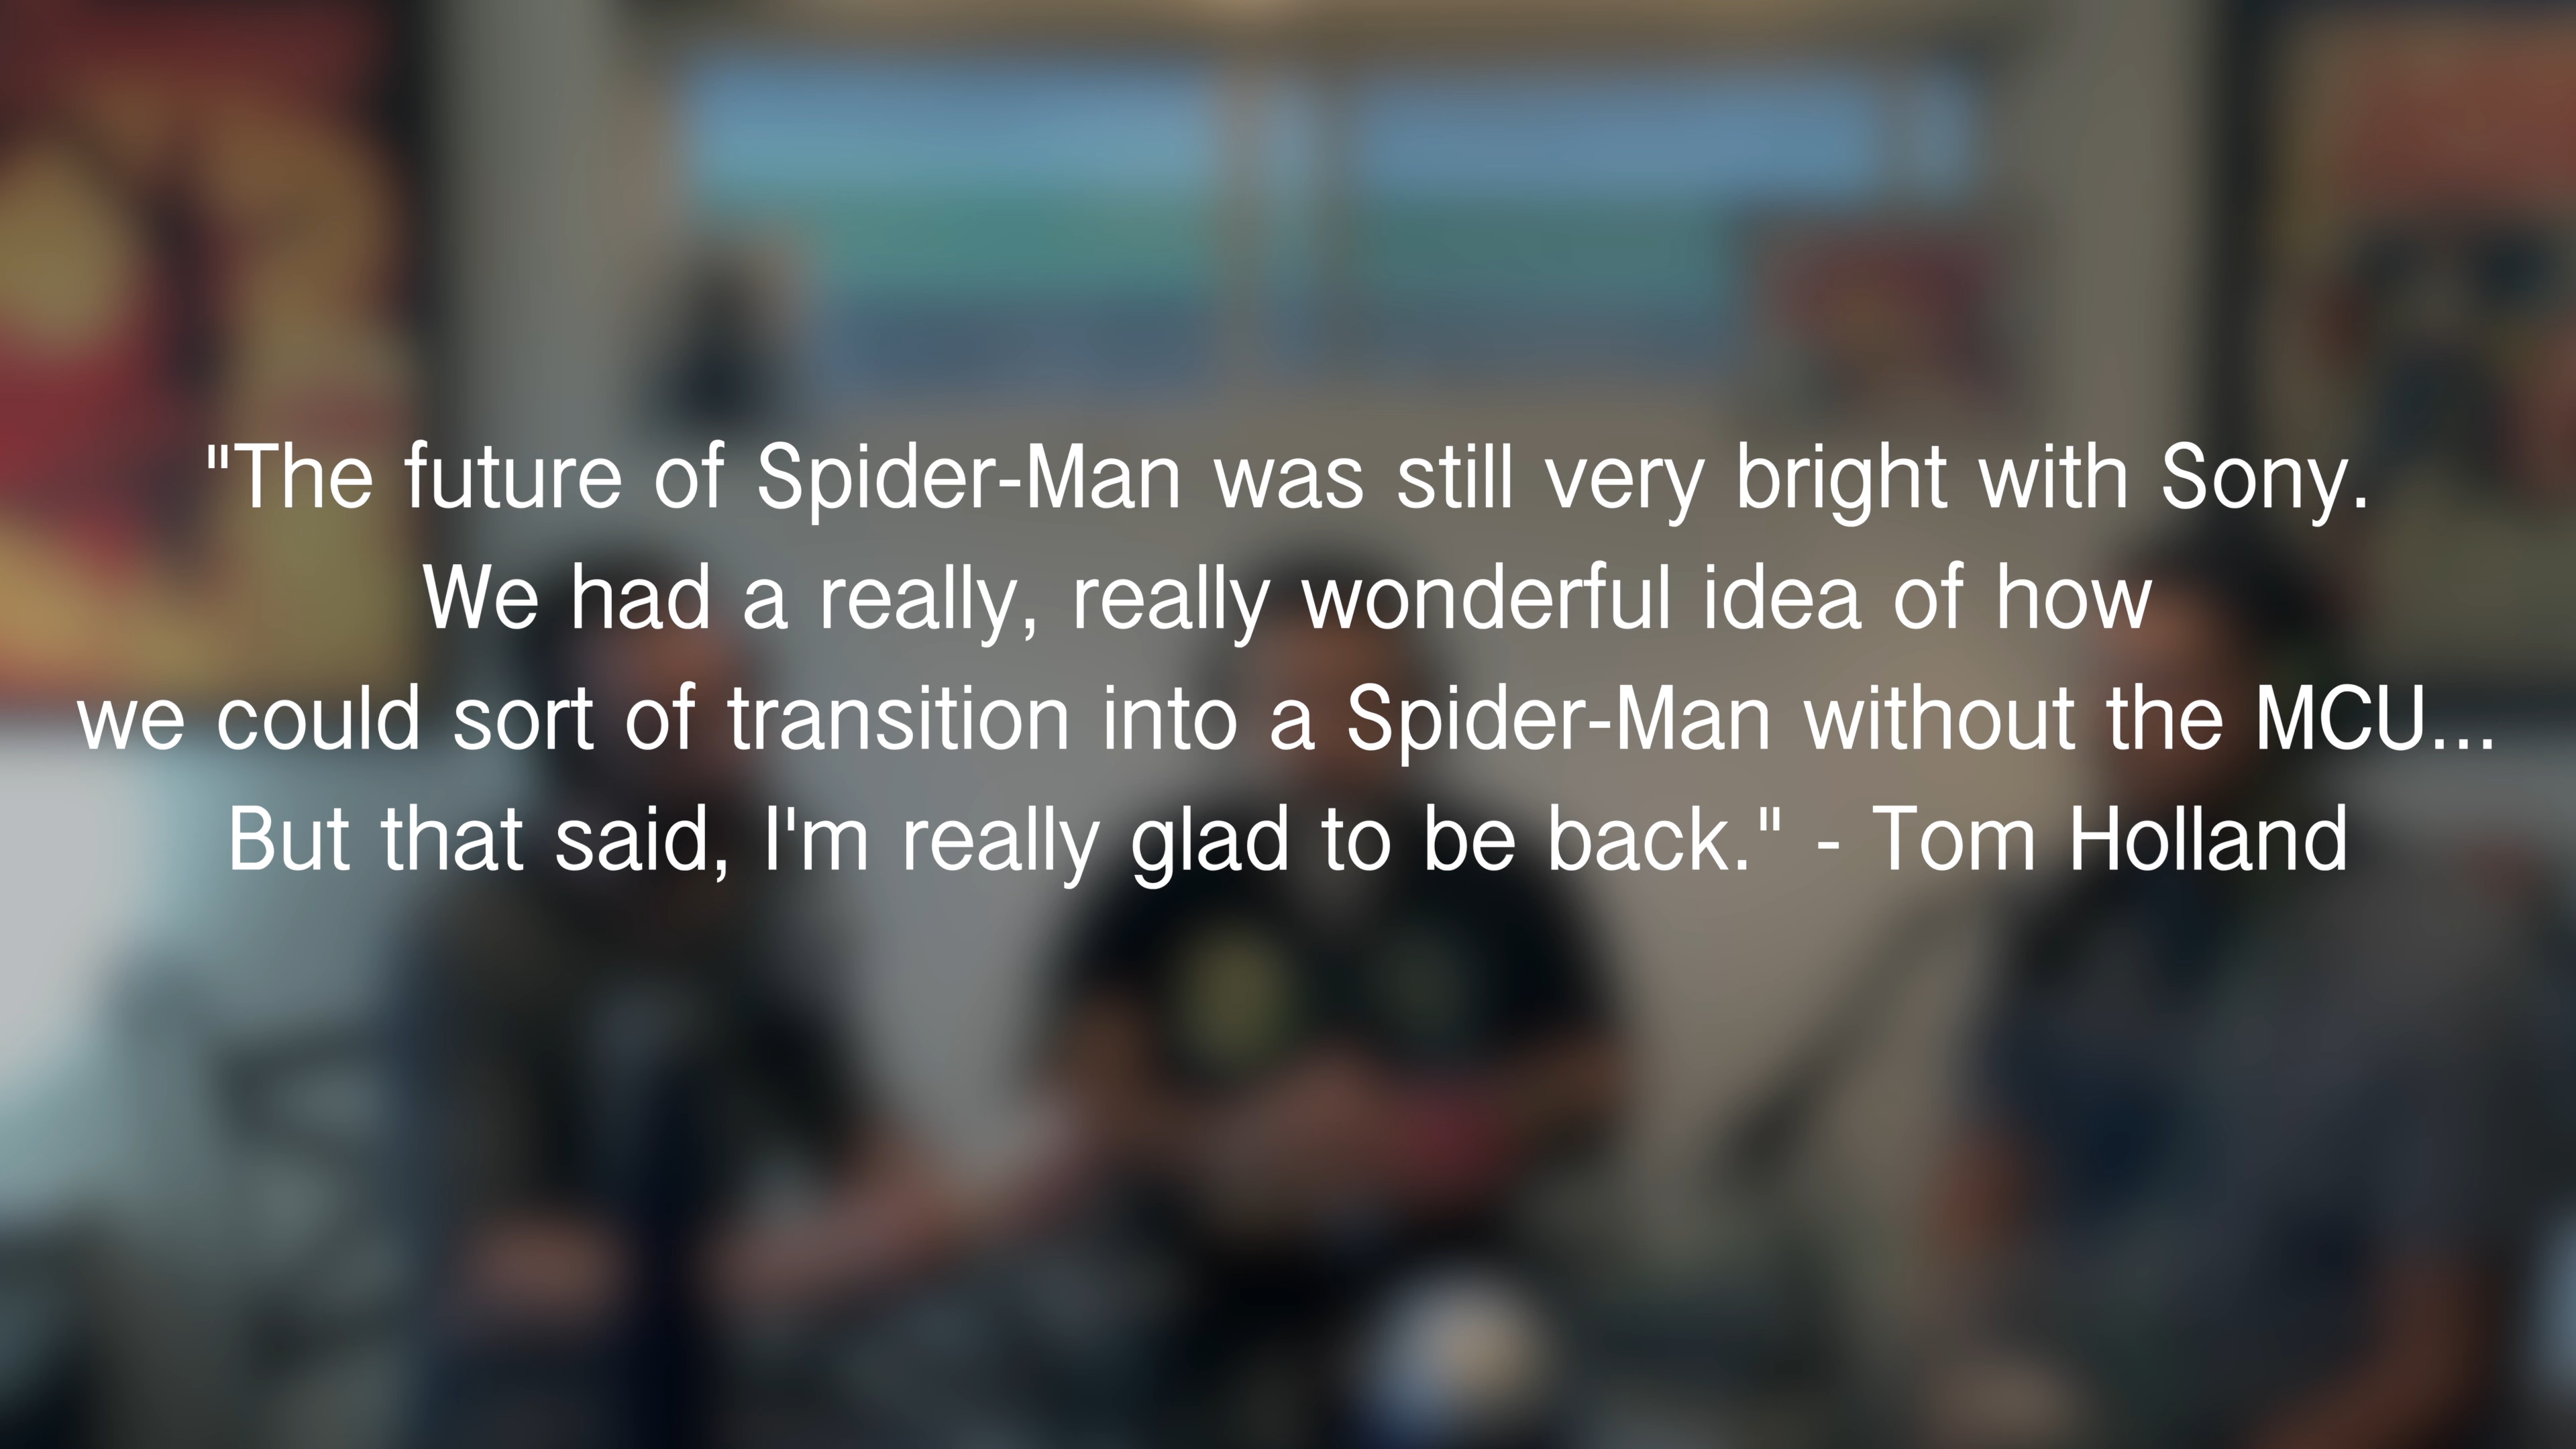 "The future of Spider-Man was still very bright with Sony.
We had a really, really wonderful idea of how
we could sort of transition into a Spider-Man without the MCU...
But that said, I'm really glad to be back." - Tom Holland